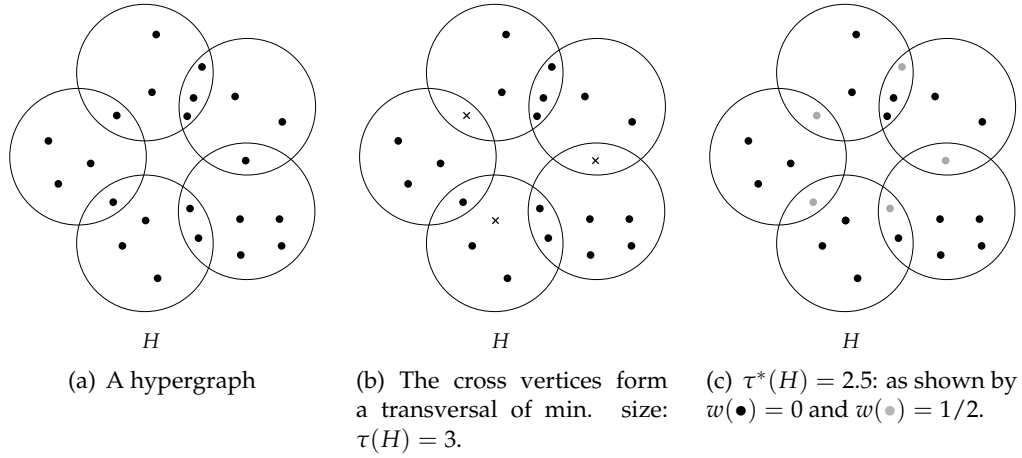 H
H
H
(a) A hypergraph
(b) The cross vertices form
a transversal of min. size:
τ(H) = 3.
(c) τ*(H) = 2.5: as shown by
w(●) = 0 and w(●) = 1/2.